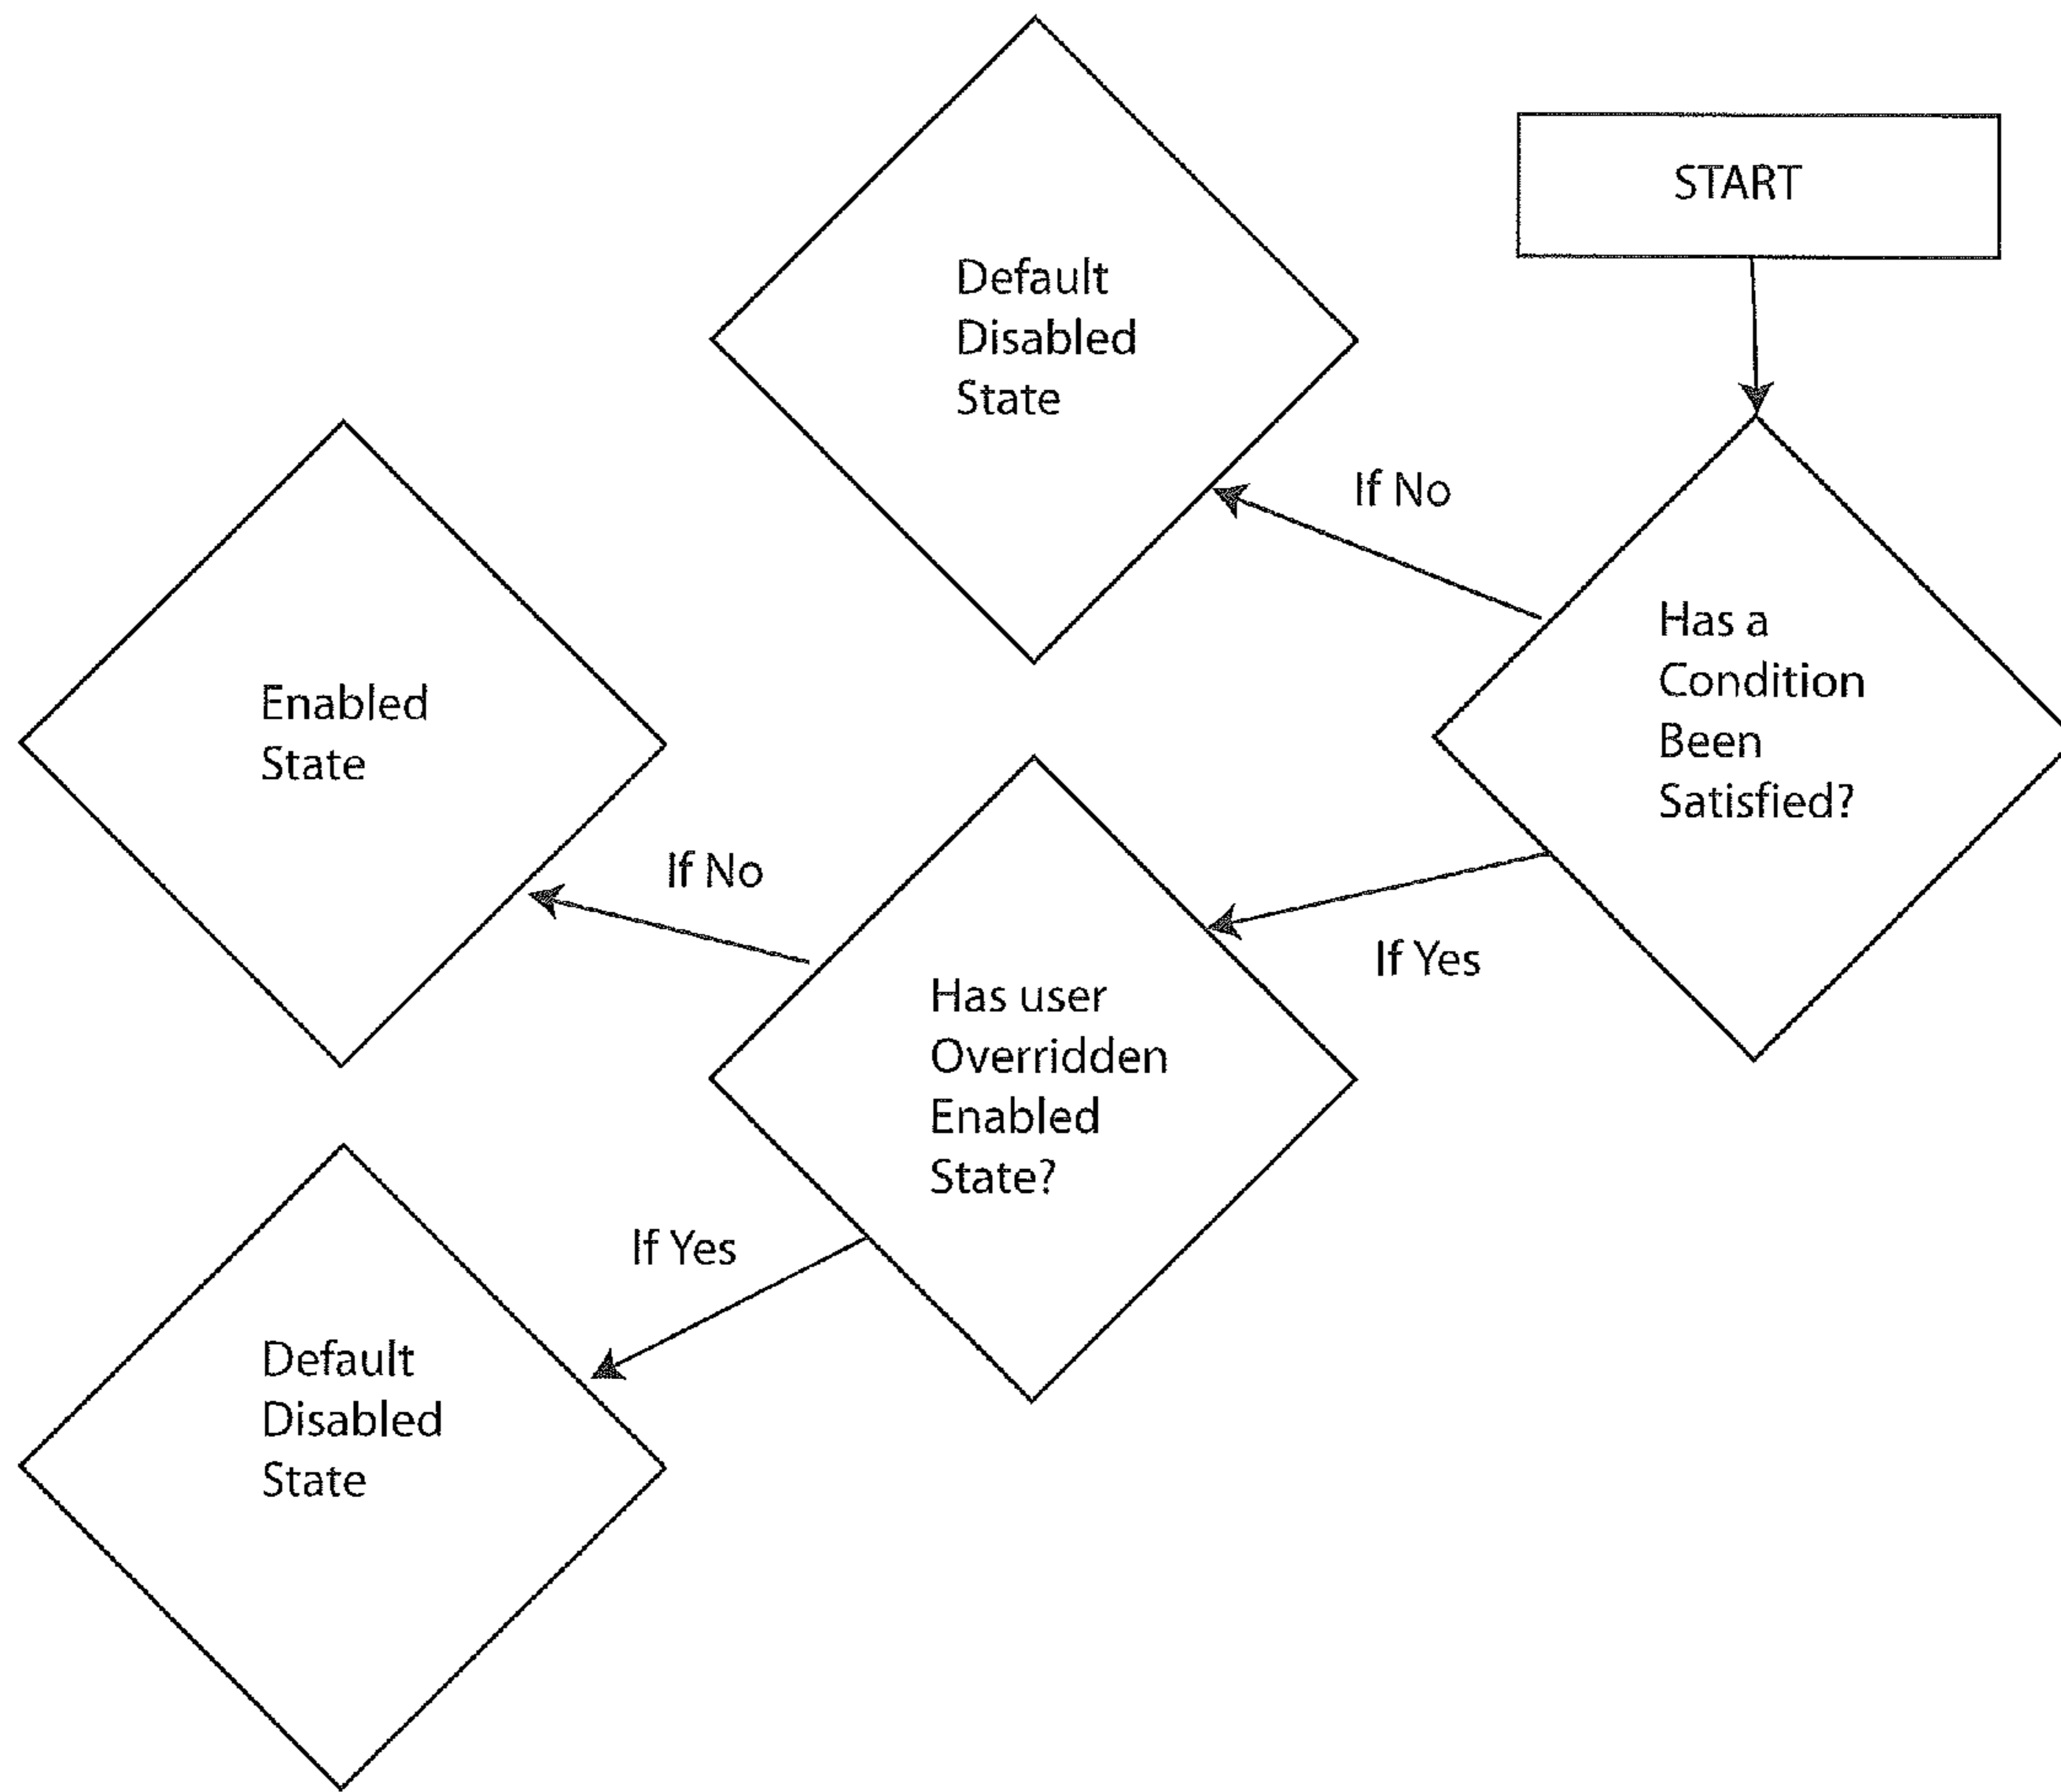 START
Default
Disabled
State
If No
Has a
Condition
Been
Satisfied?
If Yes
Enabled
State
If No
Has user
Overridden
Enabled
State?
If Yes
Default
Disabled
State